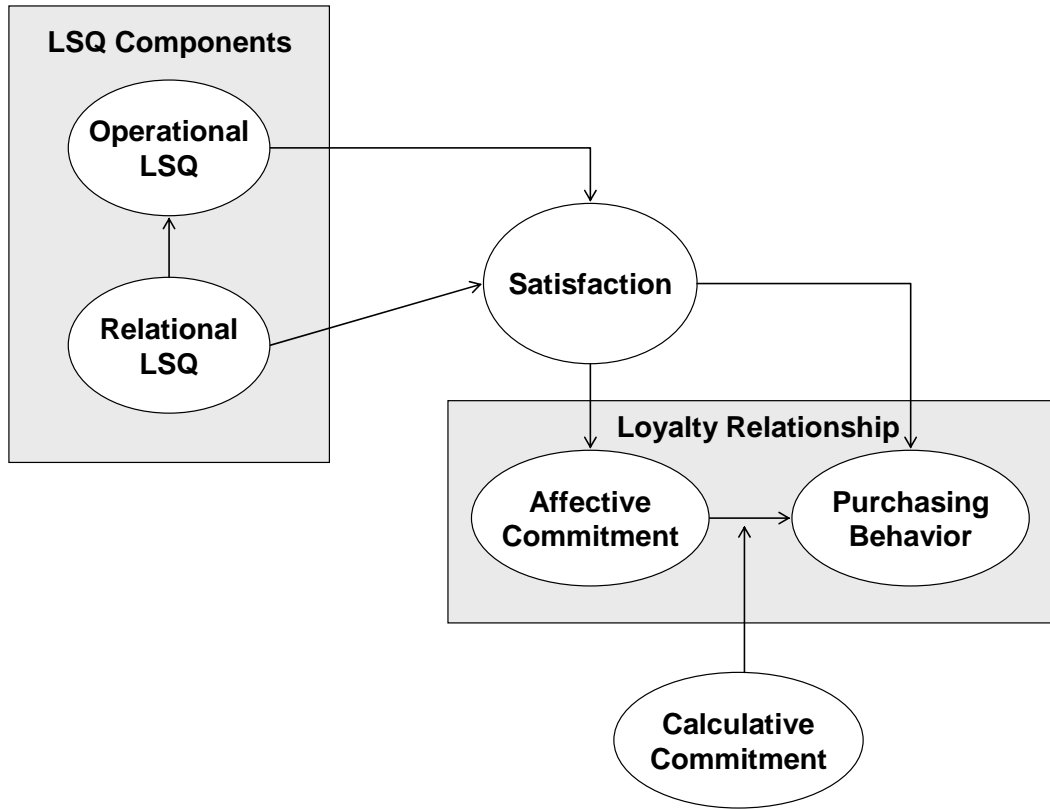 LSQ Components
Operational
LSQ
Relational
LSQ
Satisfaction
Loyalty Relationship
Affective
Commitment
Purchasing
Behavior
Calculative
Commitment